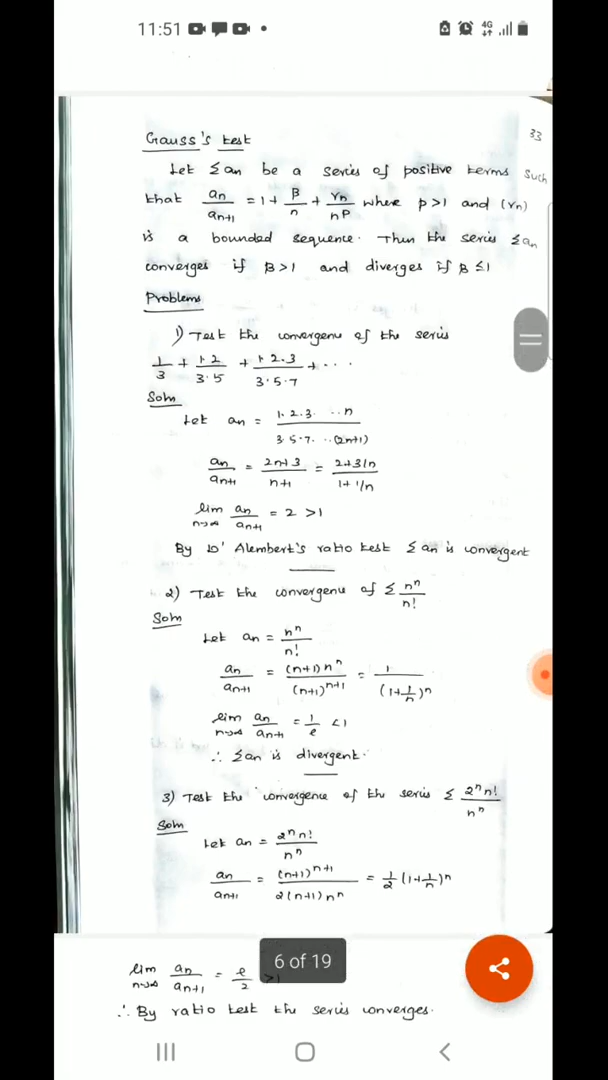 11:51
4G
33
Gauss's test
Let Σan be a series of positive terms such
that an/an+1 = 1 + β/n + rn/n^p where p>1 and (rn)
is a bounded sequence. Then the series Σan
converges if β>1 and diverges if β≤1
Problems
1) Test the convergence of the series
1/3 + 1·2/3·5 + 1·2·3/3·5·7 + ....
Soln
Let an = 1·2·3...n / 3·5·7...(2n+1)
an/an+1 = 2n+3/n+1 = 2+3/n / 1+1/n
lim n→∞ an/an+1 = 2 >1
By D'Alembert's ratio test Σan is convergent
2) Test the convergence of Σ n^n/n!
Soln
Let an = n^n/n!
an/an+1 = (n+1) n^n / (n+1)^n+1 = 1/(1+1/n)^n
lim n→∞ an/an+1 = 1/e <1
∴ Σan is divergent.
3) Test the convergence of the series Σ 2^n n!/n^n
Soln
Let an = 2^n n!/n^n
an/an+1 = (n+1)^n+1 / 2(n+1) n^n = 1/2 (1+1/n)^n
lim n→∞ an/an+1 = e/2 >1
6 of 19
∴ By ratio test the series converges.